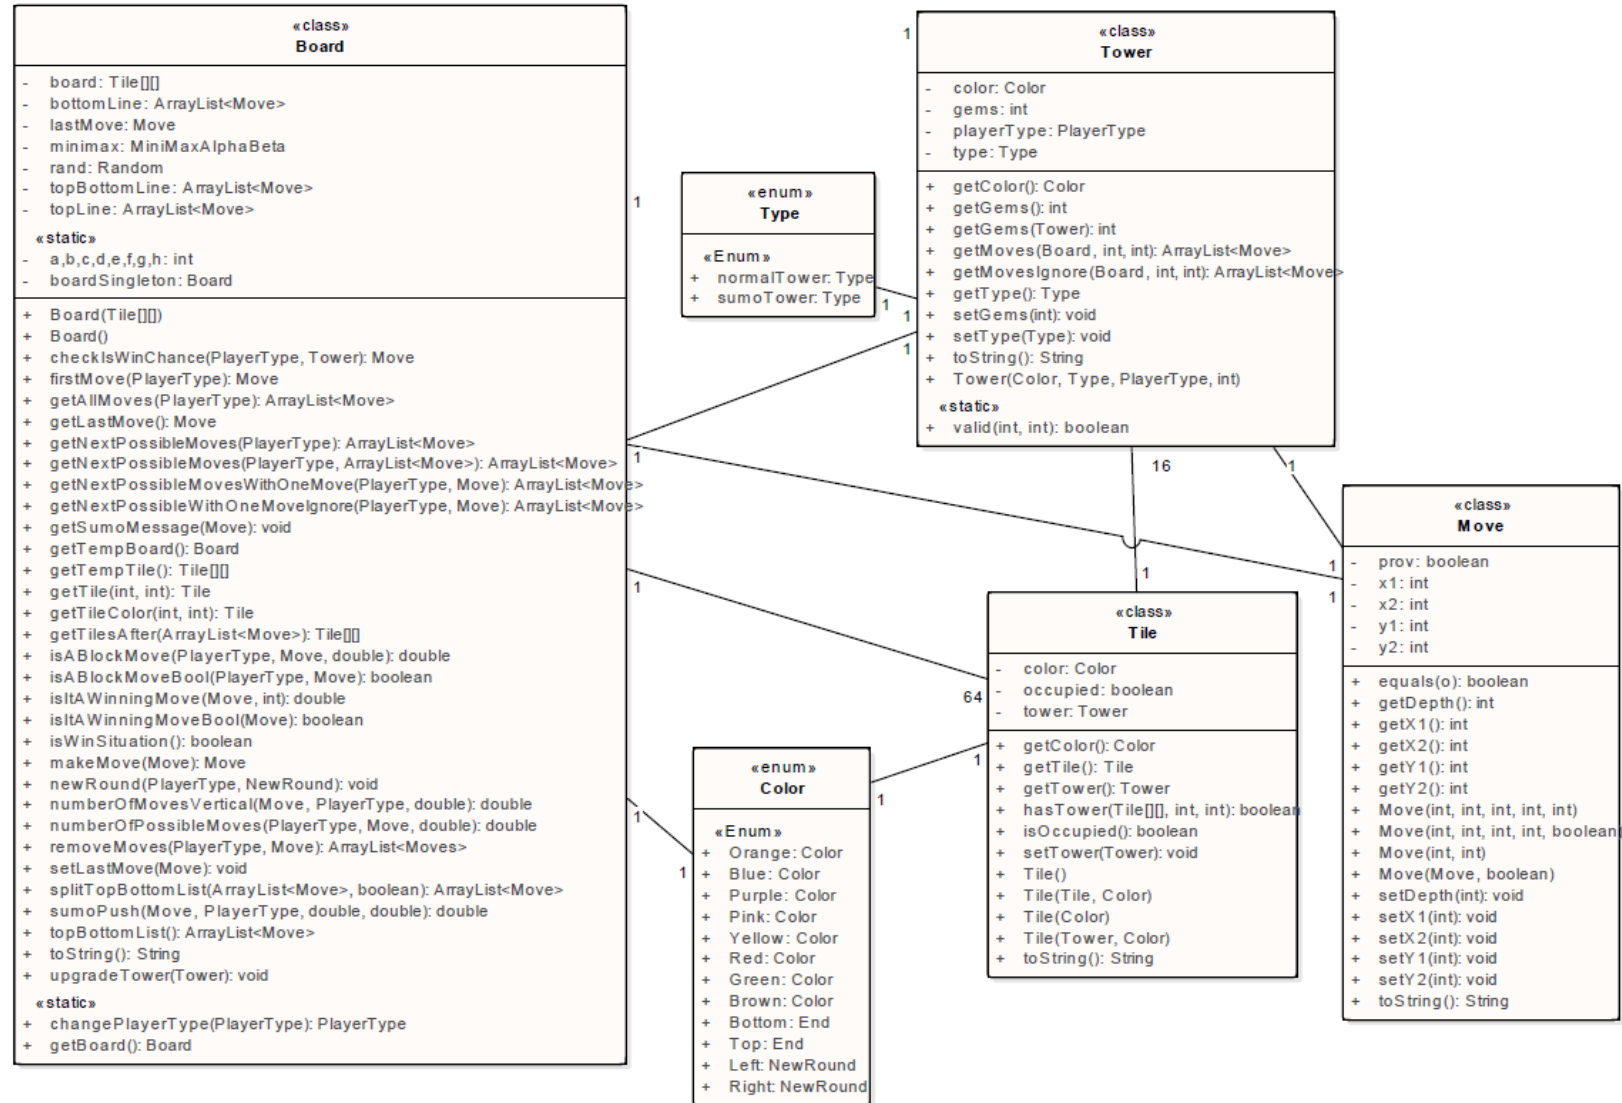 «class»
Board
- board: Tile[][]
- bottomLine: ArrayList<Move>
- lastMove: Move
- minimax: MiniMaxAlphaBeta
- rand: Random
- topBottomLine: ArrayList<Move>
- topLine: ArrayList<Move>
«static»
- a,b,c,d,e,f,g,h: int
- boardSingleton: Board
+ Board(Tile[][])
+ Board()
+ checkIsWinChance(PlayerType, Tower): Move
+ firstMove(PlayerType): Move
+ getAllMoves(PlayerType): ArrayList<Move>
+ getLastMove(): Move
+ getNextPossibleMoves(PlayerType): ArrayList<Move>
+ getNextPossibleMoves(PlayerType, ArrayList<Move>): ArrayList<Move>
+ getNextPossibleMovesWithOneMove(PlayerType, Move): ArrayList<Move>
+ getNextPossibleWithOneMoveIgnore(PlayerType, Move): ArrayList<Move>
+ getSumoMessage(Move): void
+ getTempBoard(): Board
+ getTempTile(): Tile[][]
+ getTile(int, int): Tile
+ getTileColor(int, int): Tile
+ getTilesAfter(ArrayList<Move>): Tile[][]
+ isABlockMove(PlayerType, Move, double): double
+ isABlockMoveBool(PlayerType, Move): boolean
+ isItAWinningMove(Move, int): double
+ isItAWinningMoveBool(Move): boolean
+ isWinSituation(): boolean
+ makeMove(Move): Move
+ newRound(PlayerType, NewRound): void
+ numberOfMovesVertical(Move, PlayerType, double): double
+ numberOfPossibleMoves(PlayerType, Move, double): double
+ removeMoves(PlayerType, Move): ArrayList<Moves>
+ setLastMove(Move): void
+ splitTopBottomList(ArrayList<Move>, boolean): ArrayList<Move>
+ sumoPush(Move, PlayerType, double, double): double
+ topBottomList(): ArrayList<Move>
+ toString(): String
+ upgradeTower(Tower): void
«static»
+ changePlayerType(PlayerType): PlayerType
+ getBoard(): Board
1
1
1
1
«enum»
Type
«Enum»
+ normalTower: Type
+ sumoTower: Type
1
1
1
1
«class»
Tower
- color: Color
- gems: int
- playerType: PlayerType
- type: Type
+ getColor(): Color
+ getGems(): int
+ getGems(Tower): int
+ getMoves(Board, int, int): ArrayList<Move>
+ getMovesIgnore(Board, int, int): ArrayList<Move>
+ getType(): Type
+ setGems(int): void
+ setType(Type): void
+ toString(): String
+ Tower(Color, Type, PlayerType, int)
«static»
+ valid(int, int): boolean
16
1
1
«enum»
Color
«Enum»
+ Orange: Color
+ Blue: Color
+ Purple: Color
+ Pink: Color
+ Yellow: Color
+ Red: Color
+ Green: Color
+ Brown: Color
+ Bottom: End
+ Top: End
+ Left: NewRound
+ Right: NewRound
1
1
64
1
«class»
Tile
- color: Color
- occupied: boolean
- tower: Tower
+ getColor(): Color
+ getTile(): Tile
+ getTower(): Tower
+ hasTower(Tile[][], int, int): boolean
+ isOccupied(): boolean
+ setTower(Tower): void
+ Tile()
+ Tile(Tile, Color)
+ Tile(Color)
+ Tile(Tower, Color)
+ toString(): String
1
1
«class»
Move
- prov: boolean
- x1: int
- x2: int
- y1: int
- y2: int
+ equals(o): boolean
+ getDepth(): int
+ getX1(): int
+ getX2(): int
+ getY1(): int
+ getY2(): int
+ Move(int, int, int, int, int)
+ Move(int, int, int, int, boolean)
+ Move(int, int)
+ Move(Move, boolean)
+ setDepth(int): void
+ setX1(int): void
+ setX2(int): void
+ setY1(int): void
+ setY2(int): void
+ toString(): String